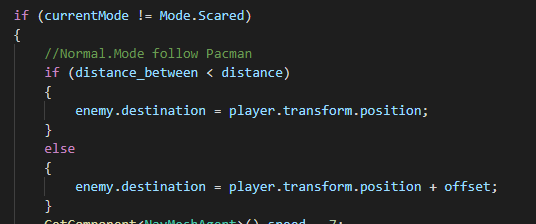 if (currentMode != Mode.Scared)
{
//Normal.Mode follow Pacman
if (distance_between < distance)
{
enemy.destination = player.transform.position;
}
else
{
enemy.destination = player.transform.position + offset;
}
GetComponent<NavMeshAgent>().speed = 7;